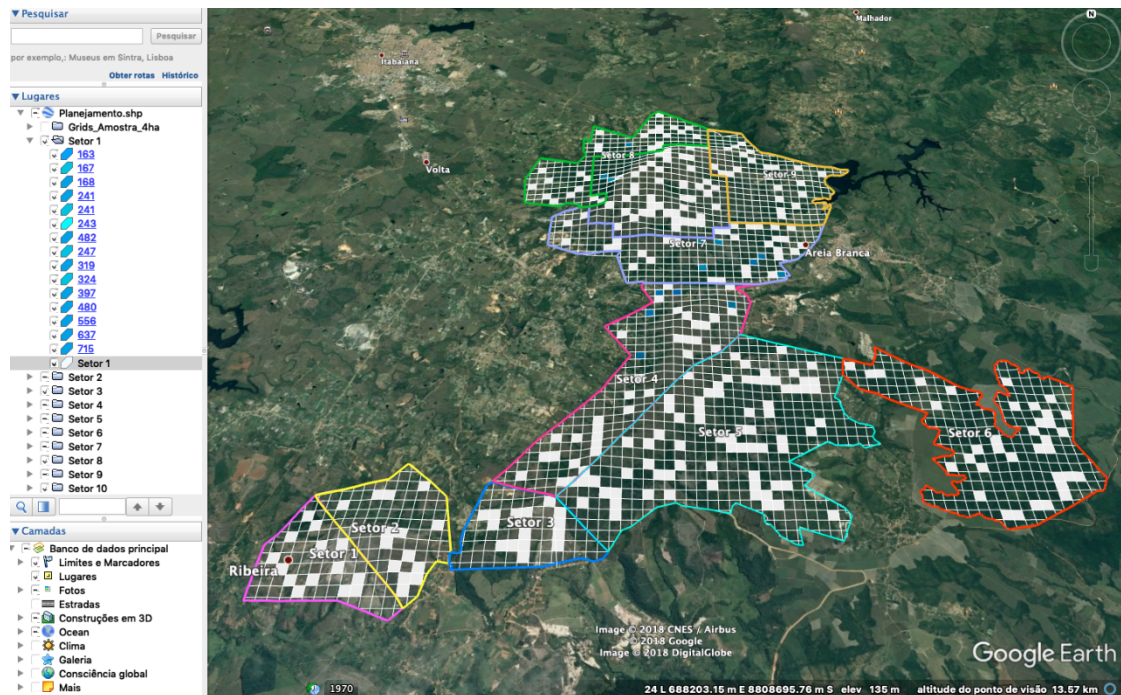 Pesquisar
Pesquisar
por exemplo,: Museus em Sintra, Lisboa
Obter rotas Histórico
Lugares
Planejamento.shp
Grids_Amostra_4ha
Setor 1
163
167
168
241
241
243
482
247
319
324
397
480
556
637
715
Setor 1
Setor 2
Setor 3
Setor 4
Setor 5
Setor 6
Setor 7
Setor 8
Setor 9
Setor 10
Camadas
Banco de dados principal
Limites e Marcadores
Lugares
Fotos
Estradas
Construções em 3D
Ocean
Clima
Galeria
Consciência global
Mais
N
Malhador
Itabaiana
Volta
Setor 8
Setor 9
Setor 7
Areia Branca
Setor 4
Setor 5
Setor 6
Setor 3
Setor 2
Setor 1
Ribeira
Image © 2018 CNES / Airbus
© 2018 Google
Image © 2018 DigitalGlobe
Google Earth
1970
24 L 688203.15 m E 8808695.76 m S elev 135 m altitude do ponto de visão 13.57 km